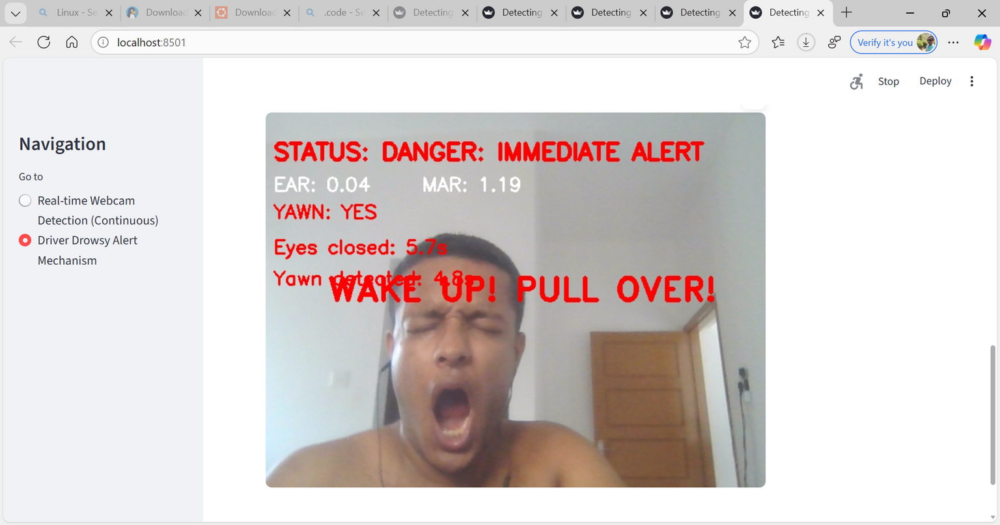 Linux - Se
Download
Download
.code - Se
Detecting
Detecting
Detecting
Detecting
Detecting
localhost:8501
Verify it's you
Stop
Deploy
Navigation
Go to
Real-time Webcam
Detection (Continuous)
Driver Drowsy Alert
Mechanism
STATUS: DANGER: IMMEDIATE ALERT
EAR: 0.04 MAR: 1.19
YAWN: YES
Eyes closed: 5.7s
Yawn detected: 4.8s
WAKE UP! PULL OVER!